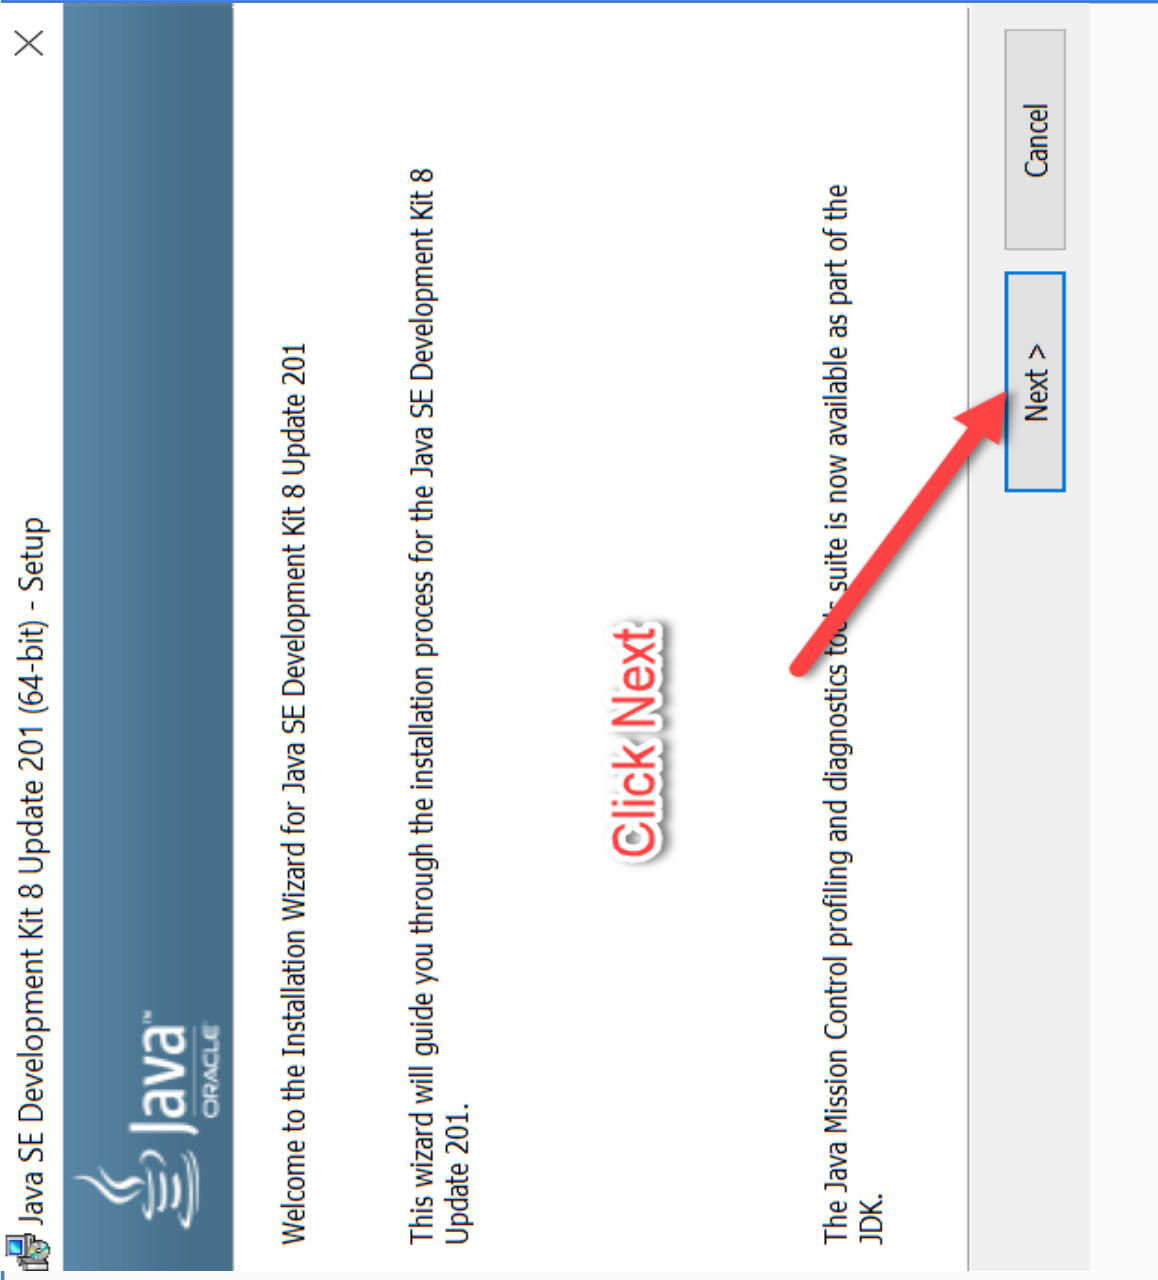 Java SE Development Kit 8 Update 201 (64-bit) - Setup
Java™
ORACLE
Welcome to the Installation Wizard for Java SE Development Kit 8 Update 201
This wizard will guide you through the installation process for the Java SE Development Kit 8
Update 201.
Click Next
The Java Mission Control profiling and diagnostics tools suite is now available as part of the
JDK.
Next >
Cancel